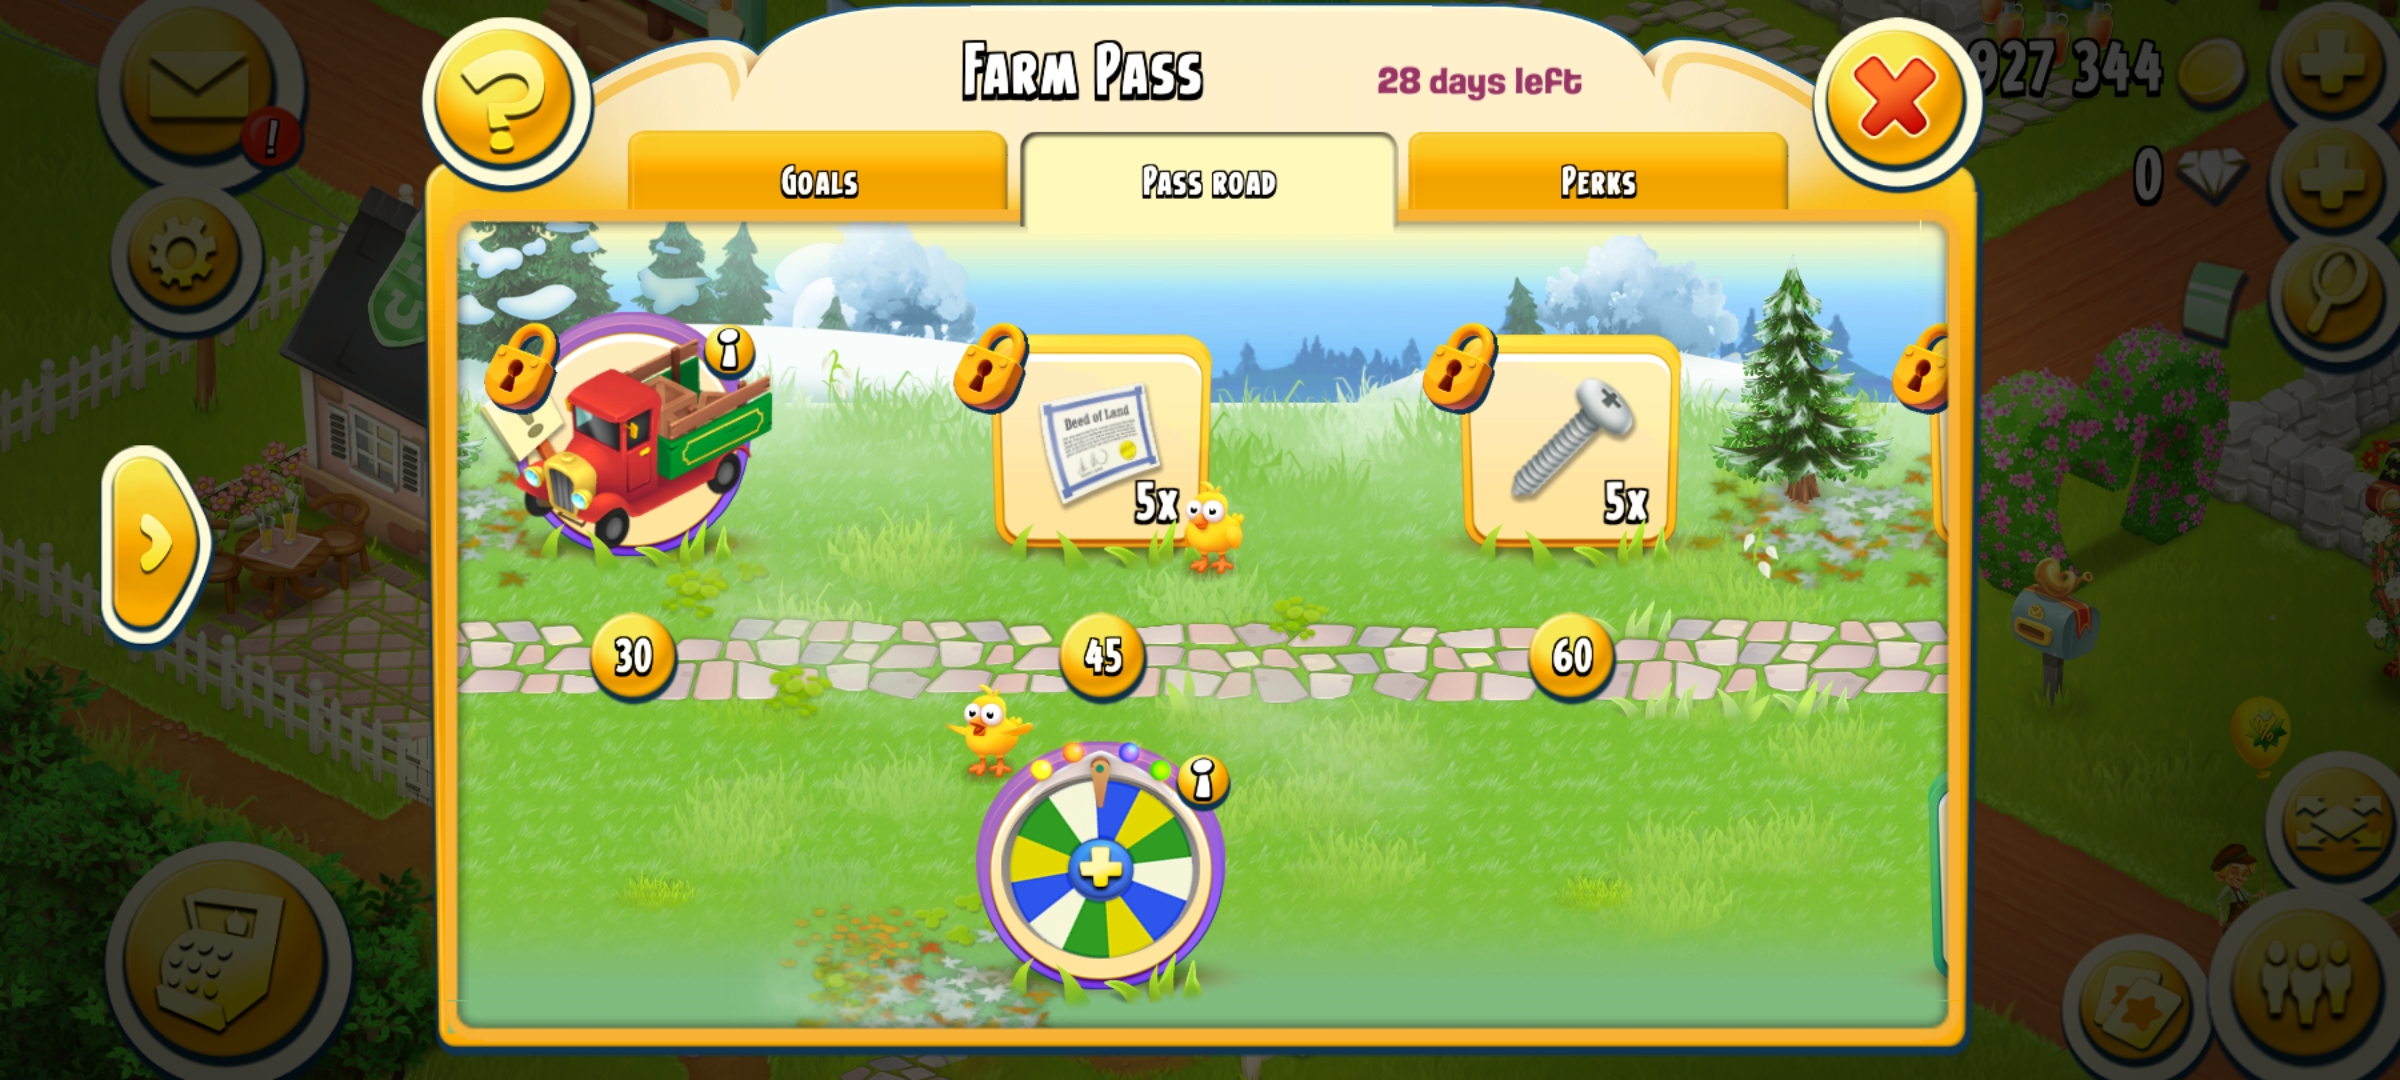 FARM PASS
28 days left
927 344
GOALS
PASS ROAD
PERKS
0
Deed of Land
5x
5x
30
45
60